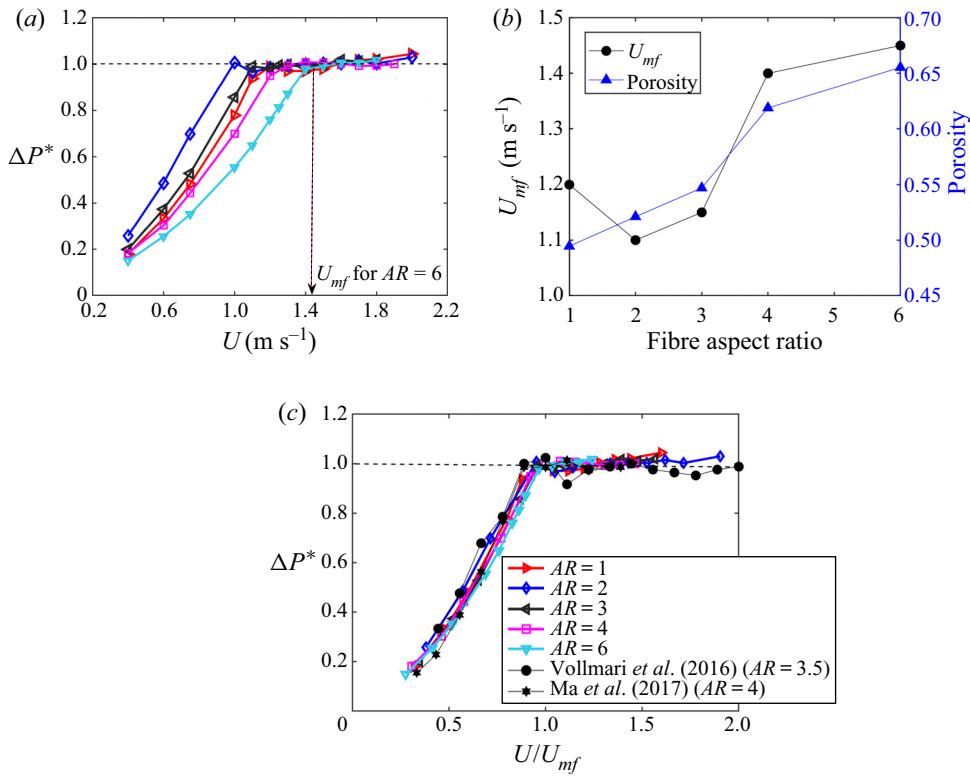 (a)
1.2
1.0
0.8
0.6
0.4
0.2
0
ΔP*
0.2
0.6
1.0
1.4
1.8
2.2
U (m s⁻¹)
U_mf for AR = 6
(b)
1.5
1.4
1.3
1.2
1.1
1.0
U_mf (m s⁻¹)
U_mf
Porosity
0.70
0.65
0.60
0.55
0.50
0.45
Porosity
1
2
3
4
5
6
Fibre aspect ratio
(c)
1.2
1.0
0.8
0.6
0.4
0.2
ΔP*
AR = 1
AR = 2
AR = 3
AR = 4
AR = 6
Vollmari et al. (2016) (AR = 3.5)
Ma et al. (2017) (AR = 4)
0
0.5
1.0
1.5
2.0
U/U_mf